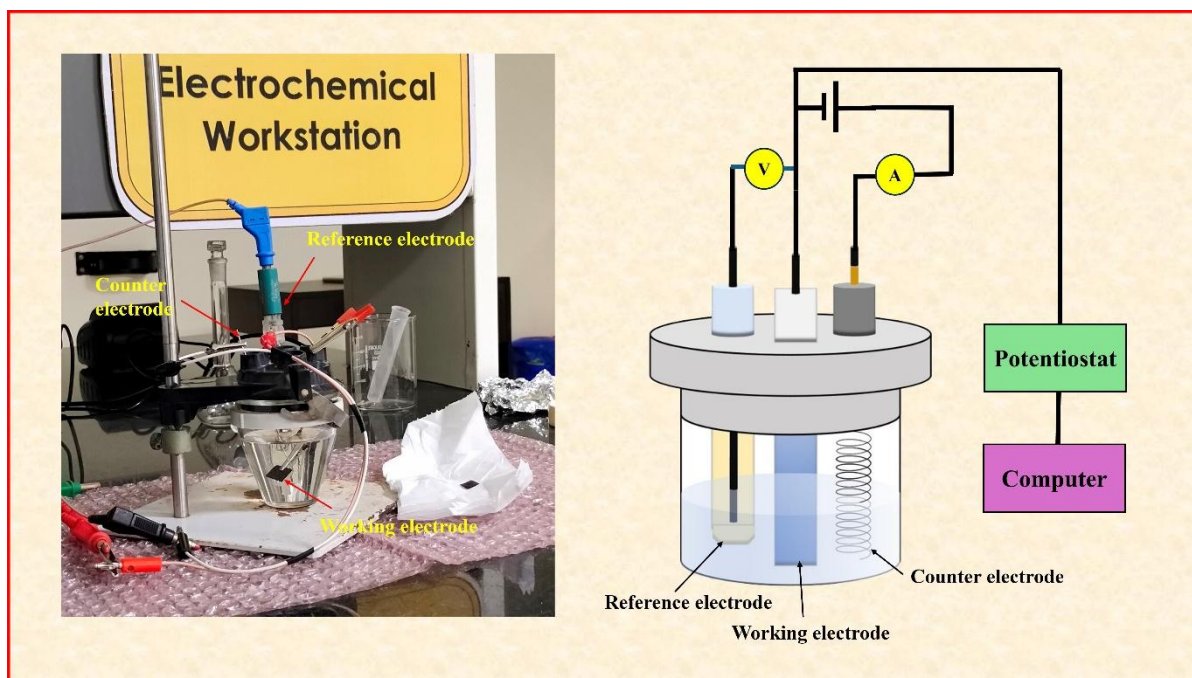 Electrochemical
Workstation
Reference electrode
Counter
electrode
Working electrode
V
A
Potentiostat
Computer
Counter electrode
Reference electrode
Working electrode